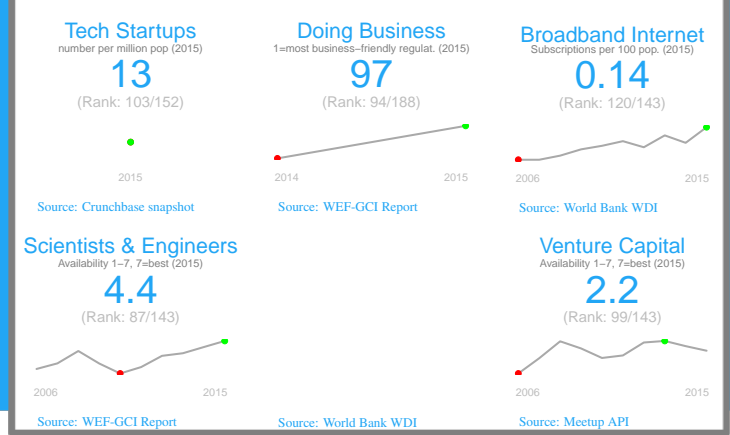 Tech Startups
number per million pop (2015)
13
(Rank: 103/152)
2015
Source: Crunchbase snapshot
Doing Business
1=most business−friendly regulat. (2015)
97
(Rank: 94/188)
2014 2015
Source: WEF-GCI Report
Broadband Internet
Subscriptions per 100 pop. (2015)
0.14
(Rank: 120/143)
2006 2015
Source: World Bank WDI
Scientists & Engineers
Availability 1−7, 7=best (2015)
4.4
(Rank: 87/143)
2006 2015
Source: WEF-GCI Report
Source: World Bank WDI
Venture Capital
Availability 1−7, 7=best (2015)
2.2
(Rank: 99/143)
2006 2015
Source: Meetup API